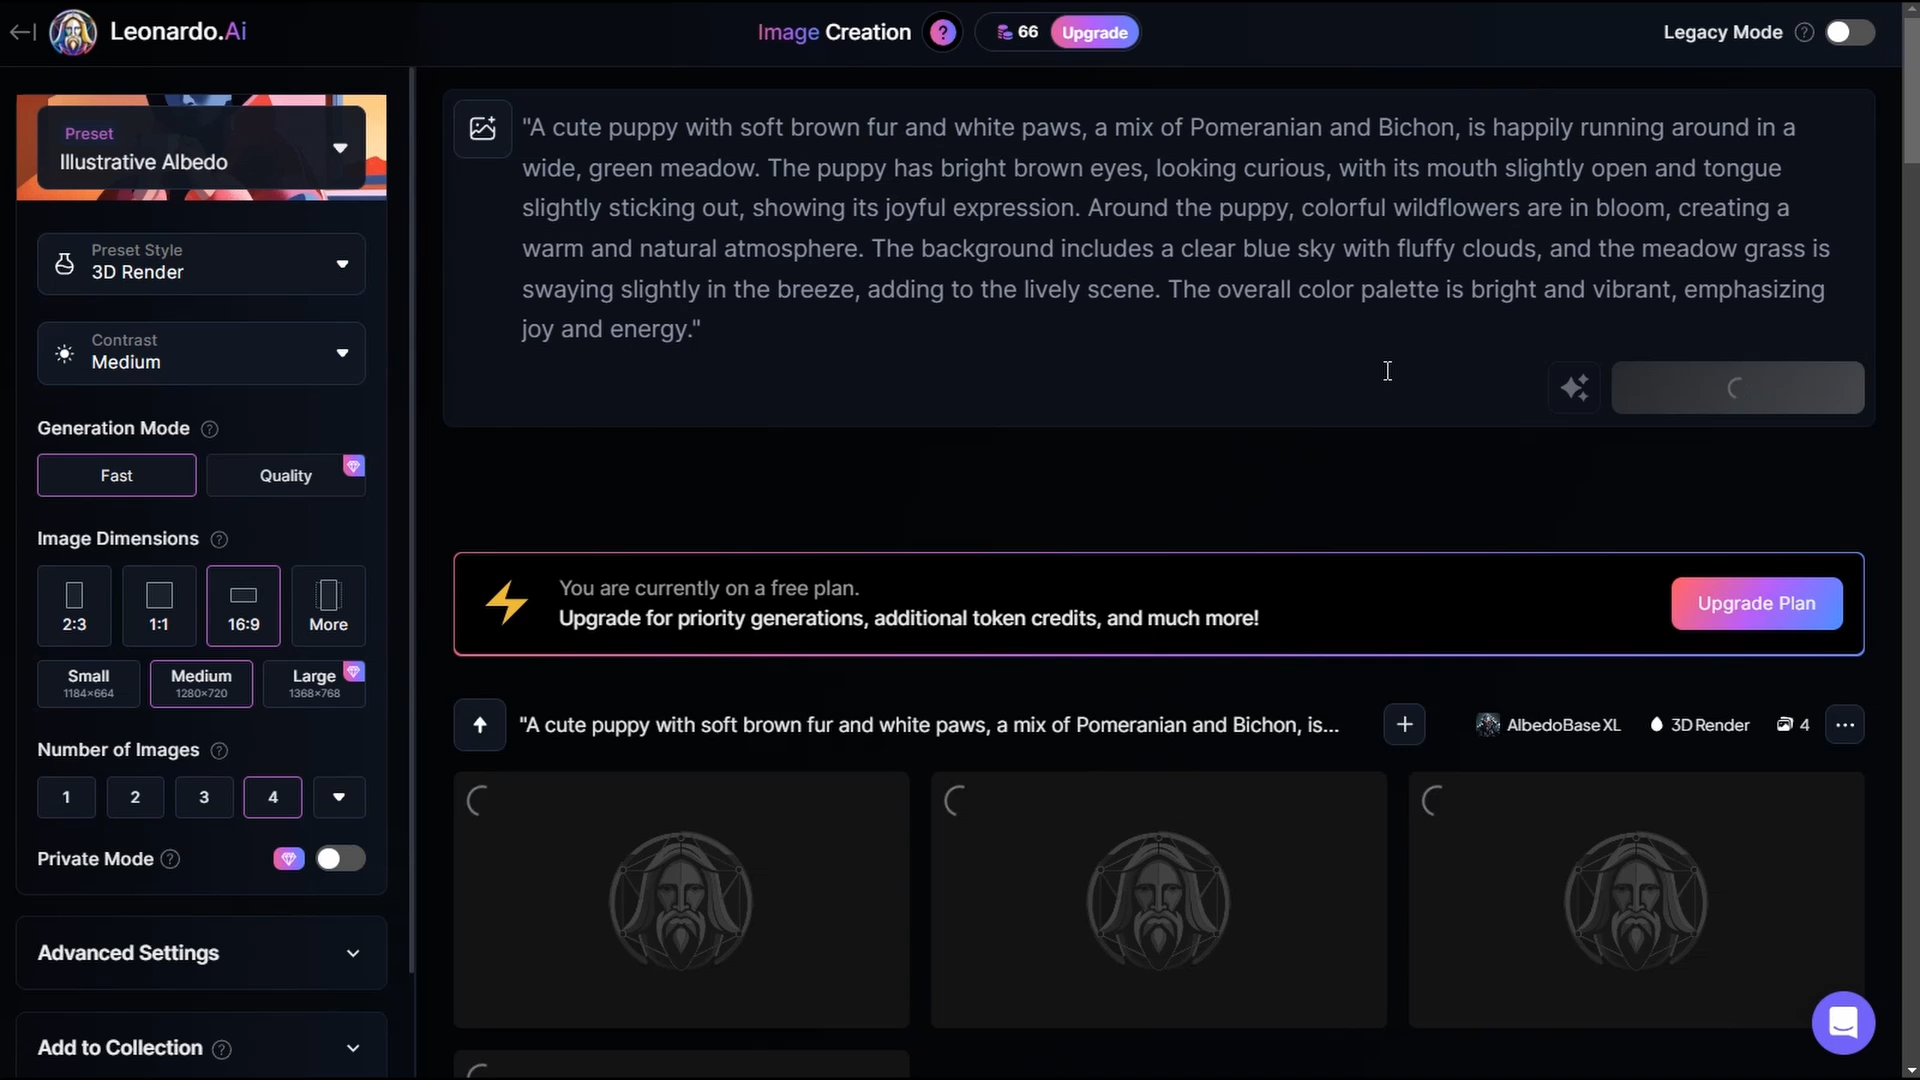 Leonardo.Ai
Image Creation
?
66
Upgrade
Legacy Mode ?
Preset
Illustrative Albedo
Preset Style
3D Render
Contrast
Medium
Generation Mode ?
Fast
Quality
Image Dimensions ?
2:3
1:1
16:9
More
Small
1184×664
Medium
1280×720
Large
1368×768
Number of Images ?
1
2
3
4
Private Mode ?
Advanced Settings
Add to Collection ?
"A cute puppy with soft brown fur and white paws, a mix of Pomeranian and Bichon, is happily running around in a
wide, green meadow. The puppy has bright brown eyes, looking curious, with its mouth slightly open and tongue
slightly sticking out, showing its joyful expression. Around the puppy, colorful wildflowers are in bloom, creating a
warm and natural atmosphere. The background includes a clear blue sky with fluffy clouds, and the meadow grass is
swaying slightly in the breeze, adding to the lively scene. The overall color palette is bright and vibrant, emphasizing
joy and energy."
You are currently on a free plan.
Upgrade for priority generations, additional token credits, and much more!
Upgrade Plan
"A cute puppy with soft brown fur and white paws, a mix of Pomeranian and Bichon, is...
AlbedoBase XL
3D Render
4